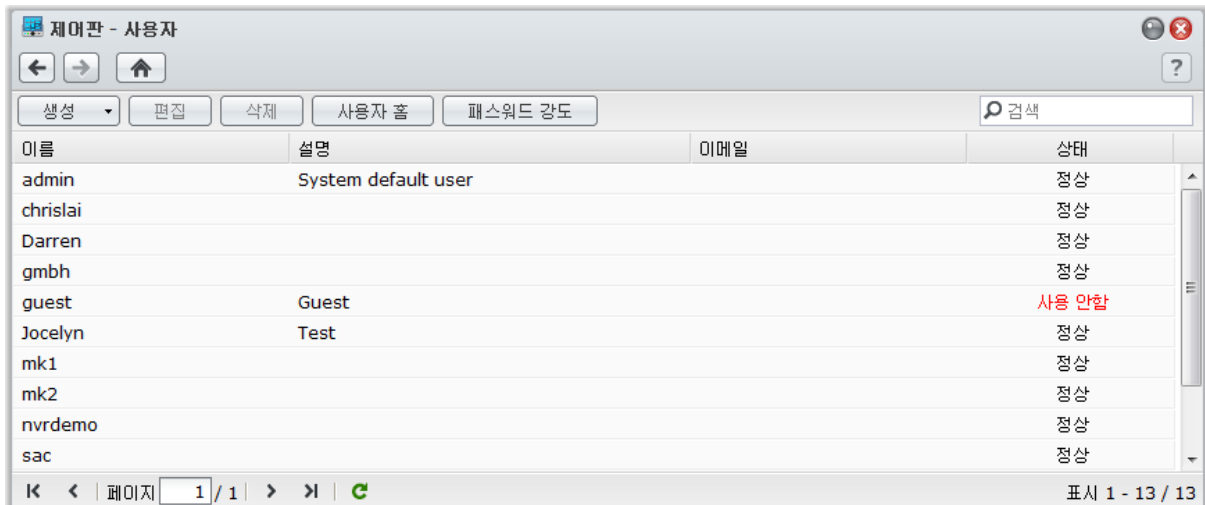 제어판 - 사용자
?
생성 편집 삭제 사용자 홈 패스워드 강도 검색
이름 설명 이메일 상태
admin System default user 정상
chrislai 정상
Darren 정상
gmbh 정상
guest Guest 사용 안함
Jocelyn Test 정상
mk1 정상
mk2 정상
nvrdemo 정상
sac 정상
페이지 1 / 1 표시 1 - 13 / 13